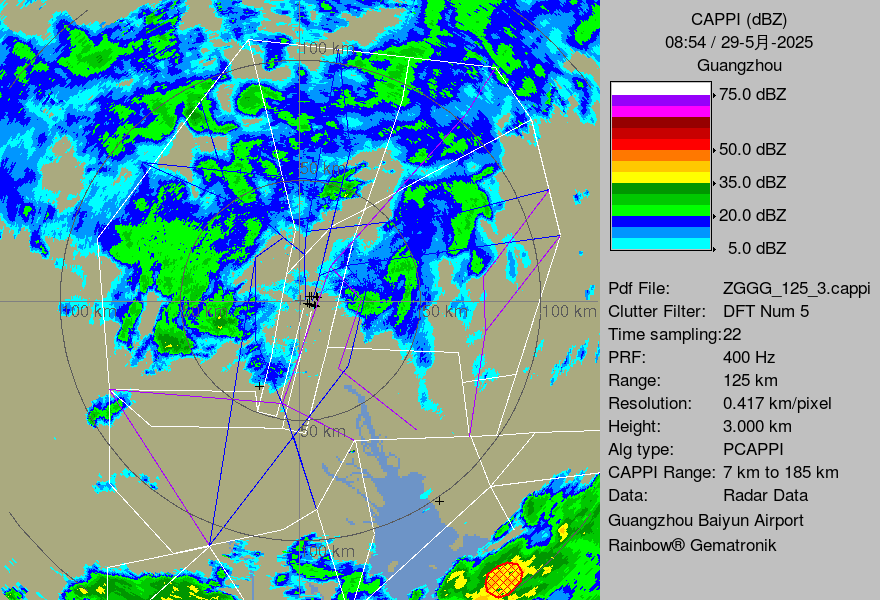 CAPPI (dBZ)
08:54 / 29-5月-2025
Guangzhou
75.0 dBZ
50.0 dBZ
35.0 dBZ
20.0 dBZ
5.0 dBZ
Pdf File: ZGGG_125_3.cappi
Clutter Filter: DFT Num 5
Time sampling:22
PRF: 400 Hz
Range: 125 km
Resolution: 0.417 km/pixel
Height: 3.000 km
Alg type: PCAPPI
CAPPI Range: 7 km to 185 km
Data: Radar Data
Guangzhou Baiyun Airport
Rainbow® Gematronik
100 km
50 km
100 km
50 km
50 km
100 km
50 km
100 km